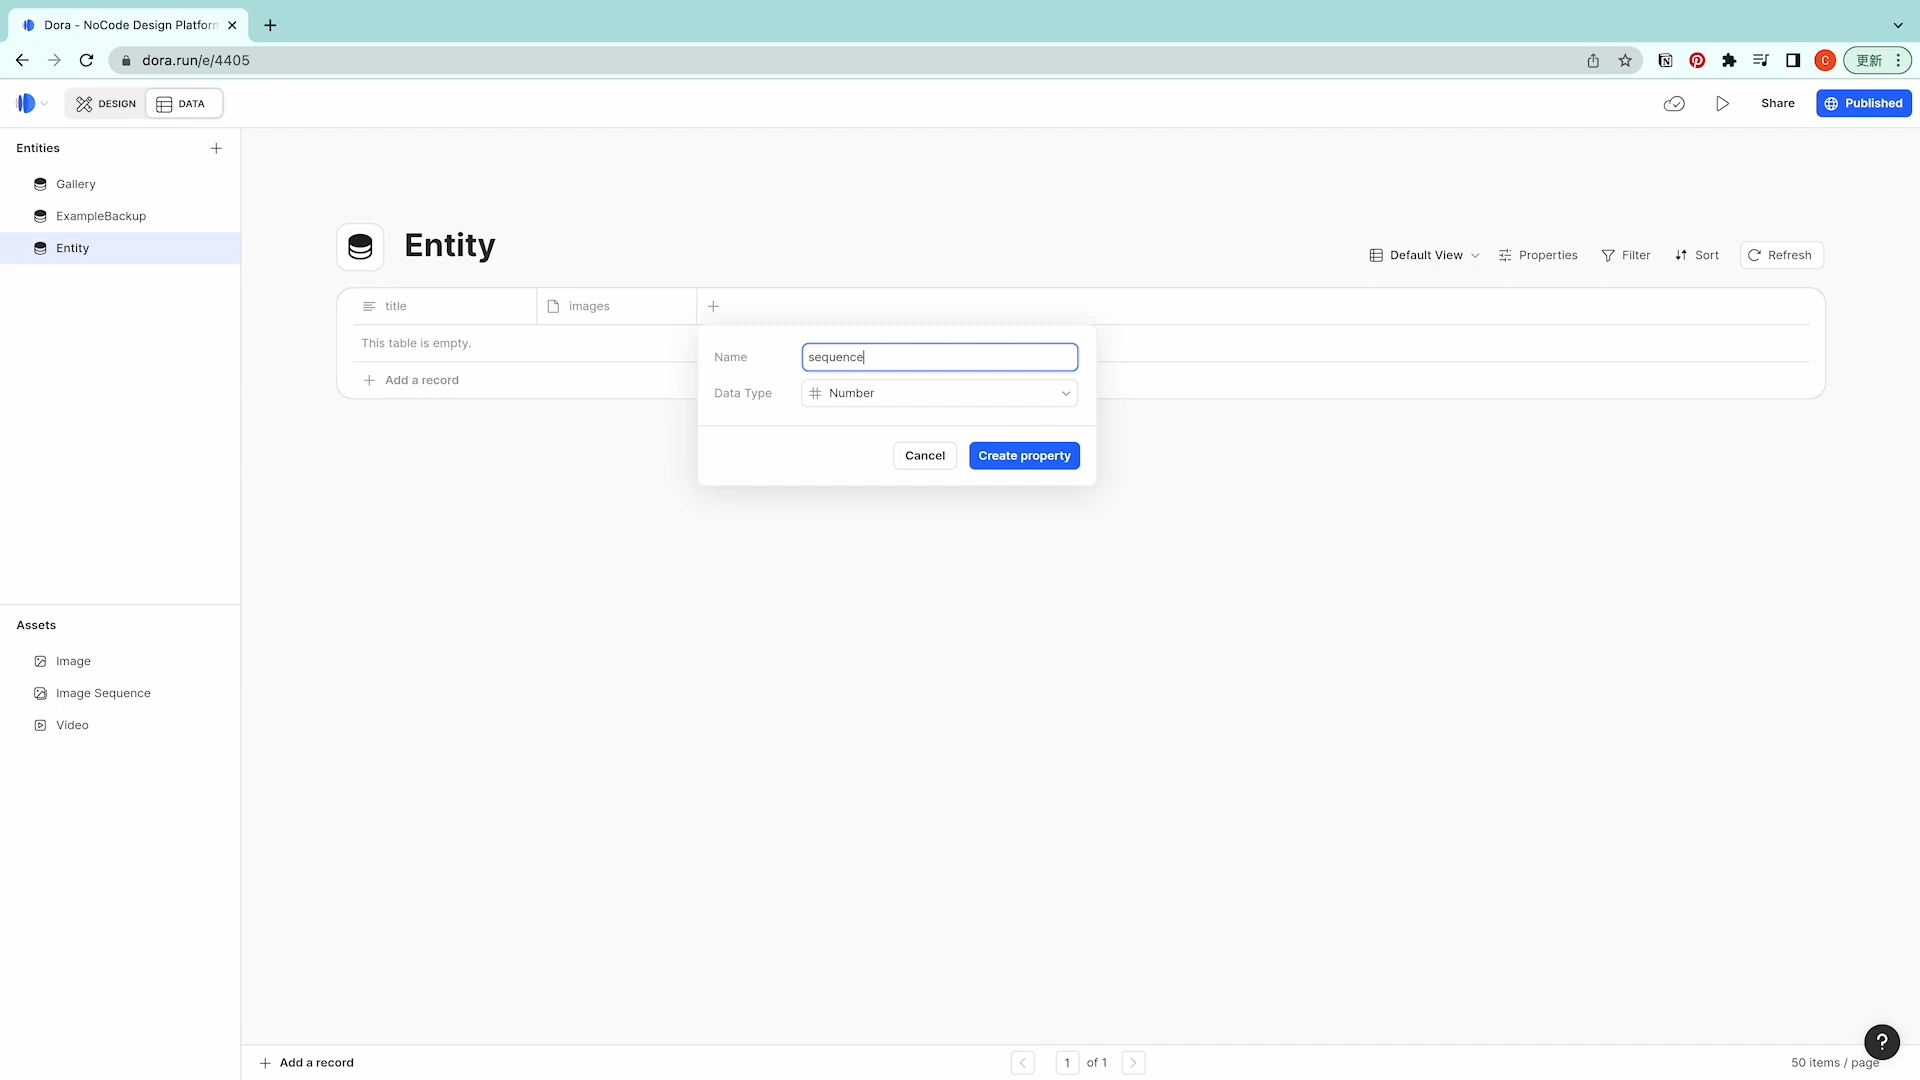 Dora - NoCode Design Platform
dora.run/e/4405
C
更新
DESIGN
DATA
Share
Published
Entities
Gallery
ExampleBackup
Entity
Entity
Default View
Properties
Filter
Sort
Refresh
title
images
This table is empty.
Add a record
Name
sequence
Data Type
Number
Cancel
Create property
Assets
Image
Image Sequence
Video
Add a record
1 of 1
50 items / page
?